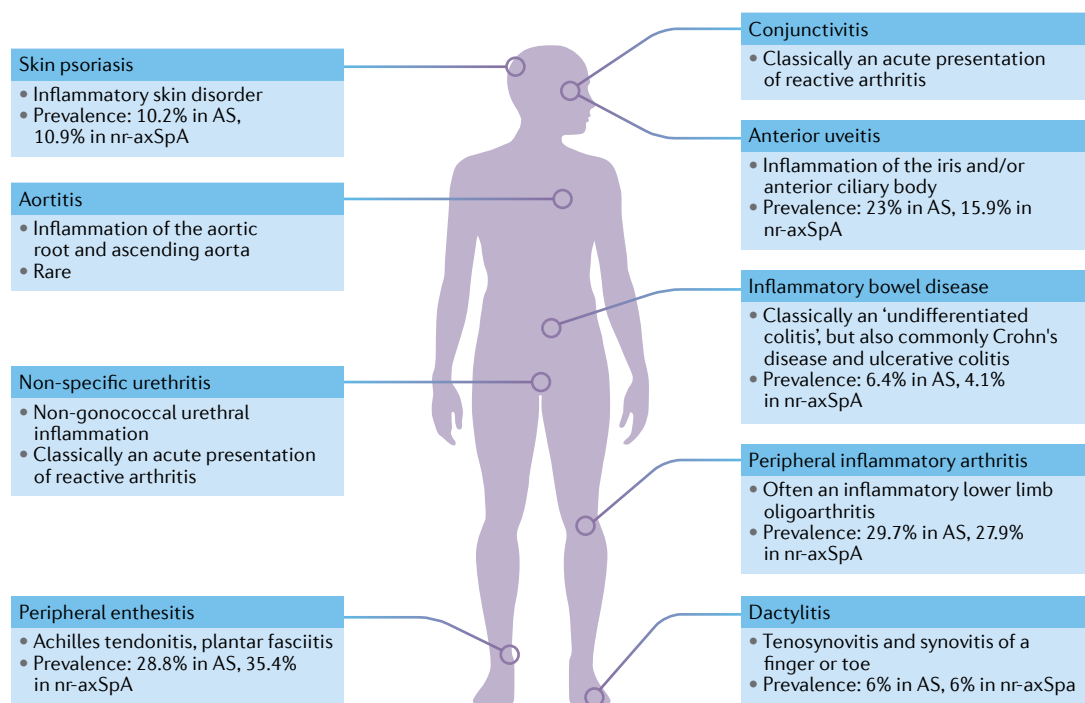 Skin psoriasis
• Inflammatory skin disorder
• Prevalence: 10.2% in AS,
10.9% in nr-axSpA
Aortitis
• Inflammation of the aortic
root and ascending aorta
• Rare
Non-specific urethritis
• Non-gonococcal urethral
inflammation
• Classically an acute presentation
of reactive arthritis
Peripheral enthesitis
• Achilles tendonitis, plantar fasciitis
• Prevalence: 28.8% in AS, 35.4%
in nr-axSpA
Conjunctivitis
• Classically an acute presentation
of reactive arthritis
Anterior uveitis
• Inflammation of the iris and/or
anterior ciliary body
• Prevalence: 23% in AS, 15.9% in
nr-axSpA
Inflammatory bowel disease
• Classically an ‘undifferentiated
colitis’, but also commonly Crohn's
disease and ulcerative colitis
• Prevalence: 6.4% in AS, 4.1%
in nr-axSpA
Peripheral inflammatory arthritis
• Often an inflammatory lower limb
oligoarthritis
• Prevalence: 29.7% in AS, 27.9%
in nr-axSpA
Dactylitis
• Tenosynovitis and synovitis of a
finger or toe
• Prevalence: 6% in AS, 6% in nr-axSpa